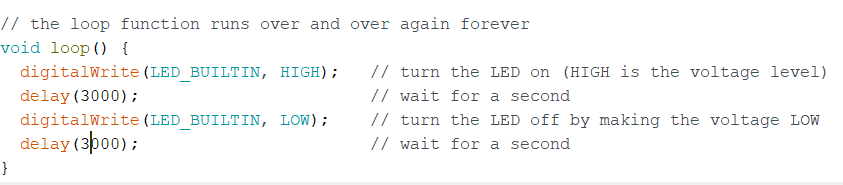 // the loop function runs over and over again forever
void loop() {
  digitalWrite(LED_BUILTIN, HIGH);   // turn the LED on (HIGH is the voltage level)
  delay(3000);                       // wait for a second
  digitalWrite(LED_BUILTIN, LOW);    // turn the LED off by making the voltage LOW
  delay(3000);                       // wait for a second
}